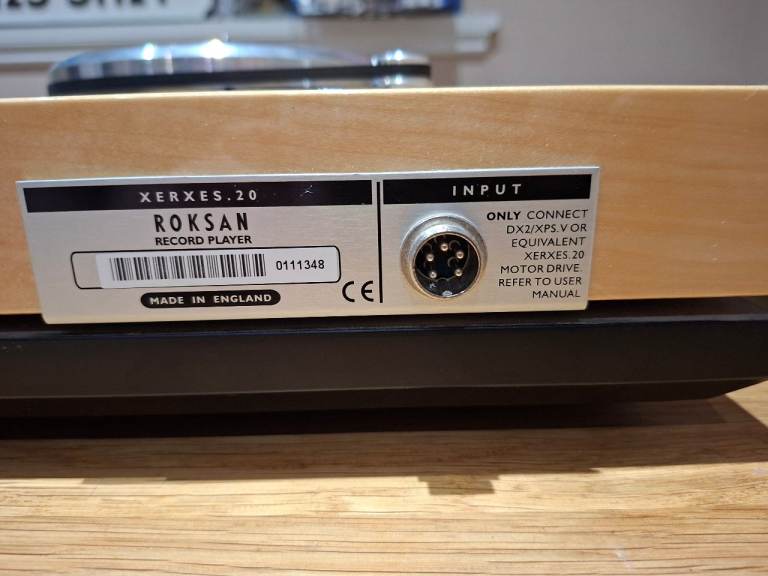 XERXES.20
ROKSAN
RECORD PLAYER
0111348
MADE IN ENGLAND
CE
INPUT
ONLY CONNECT
DX2/XPS.V OR
EQUIVALENT
XERXES.20
MOTOR DRIVE.
REFER TO USER
MANUAL